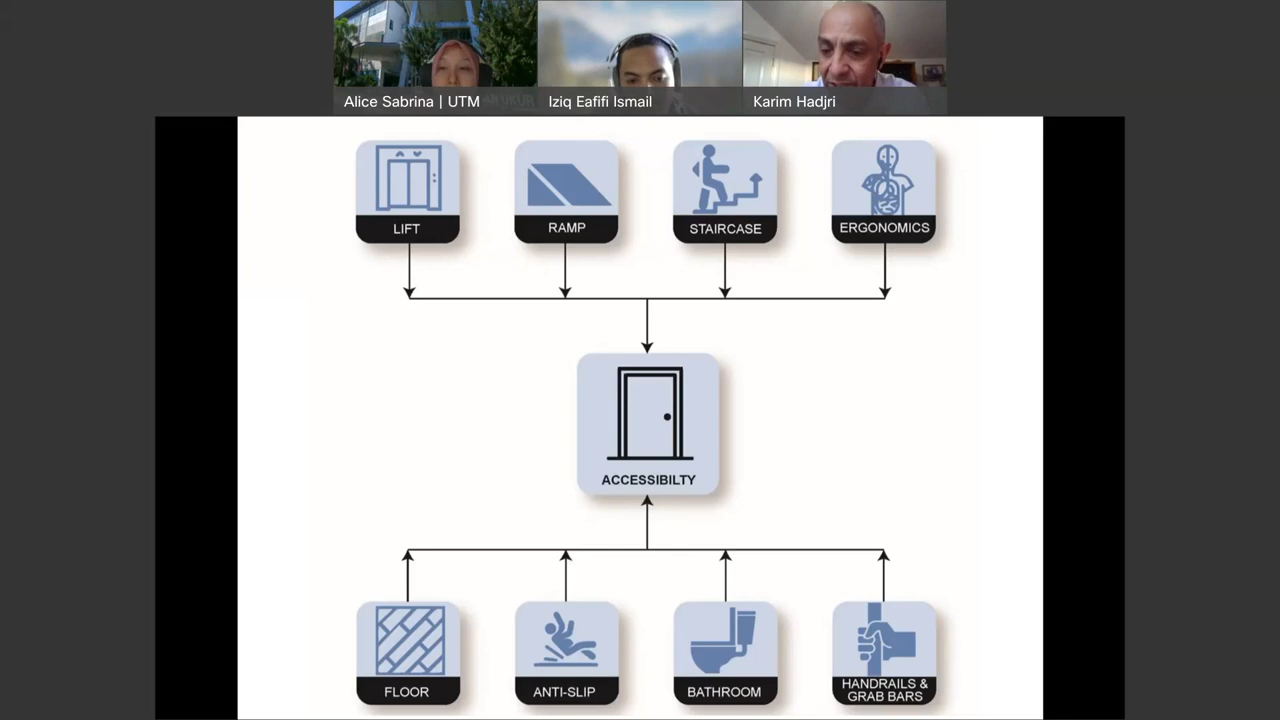 Alice Sabrina | UTM
Iziq Eafifi Ismail
Karim Hadjri
LIFT
RAMP
STAIRCASE
ERGONOMICS
ACCESSIBILTY
FLOOR
ANTI-SLIP
BATHROOM
HANDRAILS &
GRAB BARS